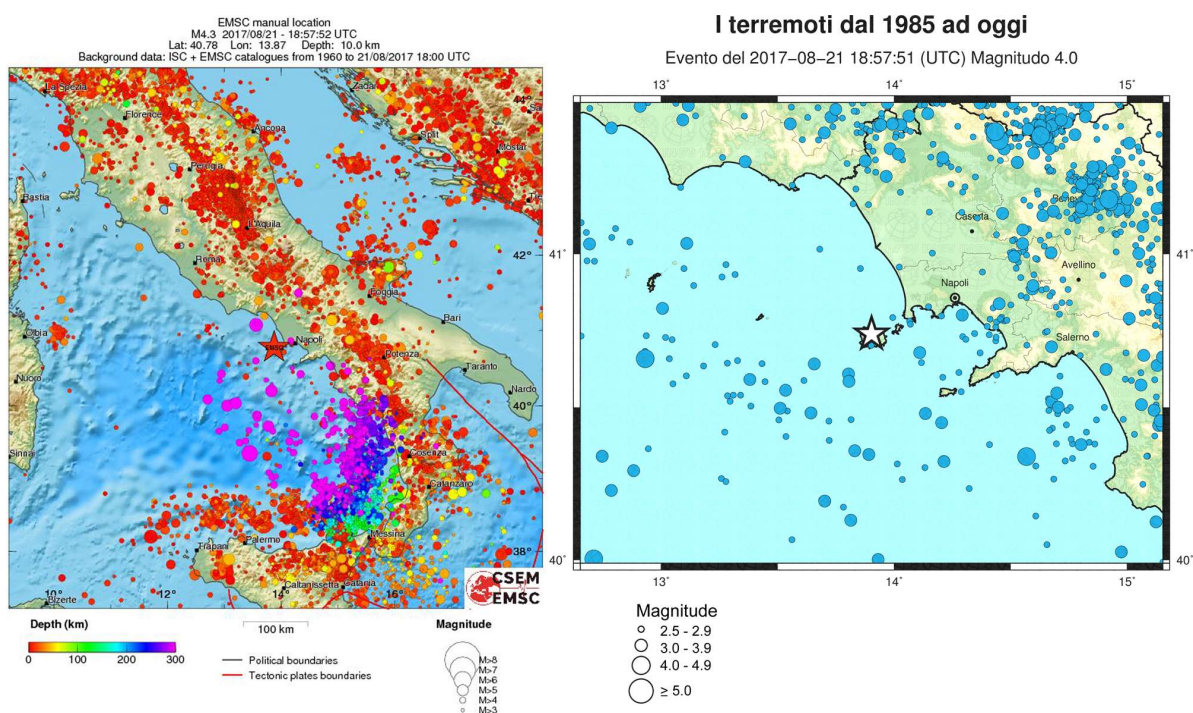 EMSC manual location
M4.3 2017/08/21 - 18:57:52 UTC
Lat: 40.78 Lon: 13.87 Depth: 10.0 km
Background data: ISC + EMSC catalogues from 1960 to 21/08/2017 18:00 UTC
La Spezia
Zadar
44°
Florence
Ancona
Split
Mostar
Perugia
Bastia
L'Aquila
Roma
42°
Foggia
Bari
Olbia
EMSC
Napoli
Potenza
Taranto
Nuoro
Nardo
40°
Sinnai
Cosenza
Catanzaro
Messina
Trapani
Palermo
38°
Caltanissetta
Catania
10°
12°
14°
16°
Bizerte
CSEM
EMSC
Depth (km)
0 100 200 300
100 km
Political boundaries
Tectonic plates boundaries
Magnitude
M>8
M>7
M>6
M>5
M>4
M>3
I terremoti dal 1985 ad oggi
Evento del 2017–08–21 18:57:51 (UTC) Magnitudo 4.0
13°
14°
15°
Caserta
41°
41°
Avellino
Napoli
Salerno
40°
40°
13°
14°
15°
Magnitude
2.5 - 2.9
3.0 - 3.9
4.0 - 4.9
≥ 5.0